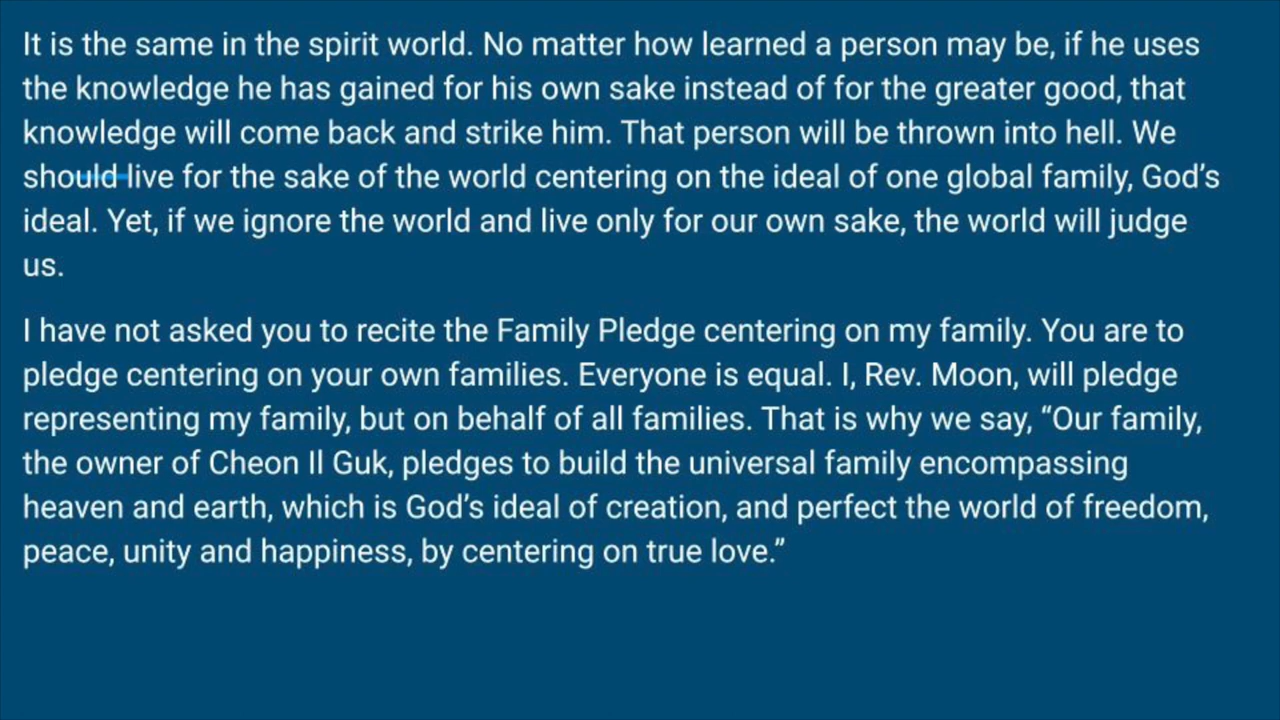 It is the same in the spirit world. No matter how learned a person may be, if he uses
the knowledge he has gained for his own sake instead of for the greater good, that
knowledge will come back and strike him. That person will be thrown into hell. We
should live for the sake of the world centering on the ideal of one global family, God’s
ideal. Yet, if we ignore the world and live only for our own sake, the world will judge
us.
I have not asked you to recite the Family Pledge centering on my family. You are to
pledge centering on your own families. Everyone is equal. I, Rev. Moon, will pledge
representing my family, but on behalf of all families. That is why we say, “Our family,
the owner of Cheon Il Guk, pledges to build the universal family encompassing
heaven and earth, which is God’s ideal of creation, and perfect the world of freedom,
peace, unity and happiness, by centering on true love.”